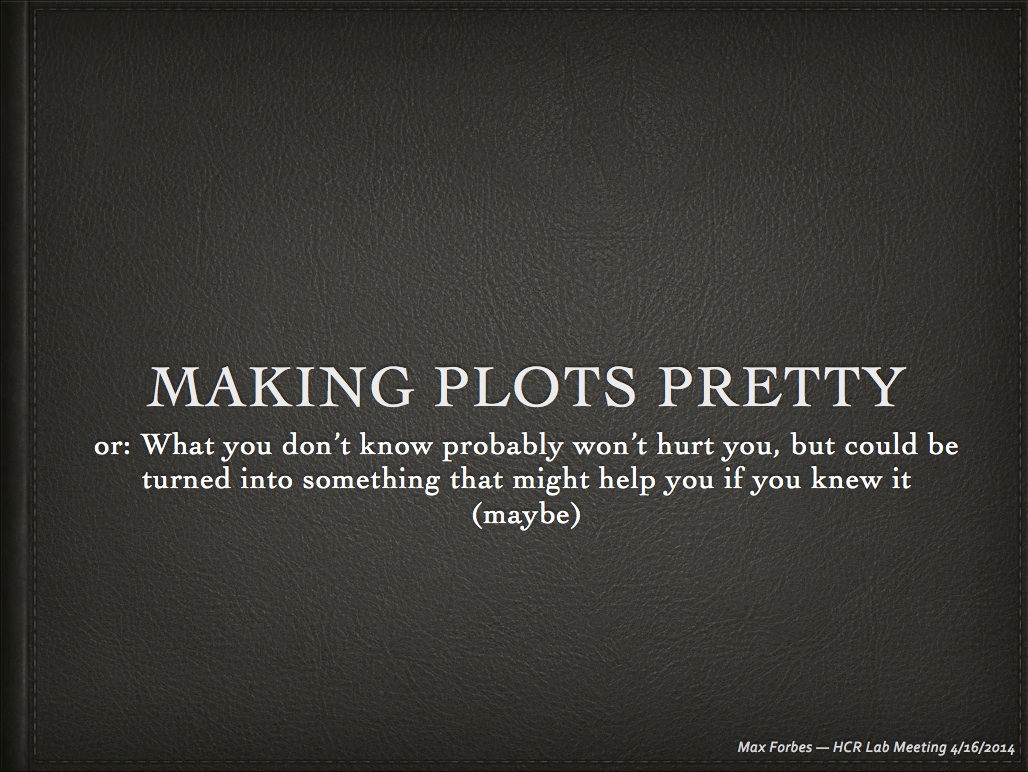 MAKING PLOTS PRETTY
or: What you don’t know probably won’t hurt you, but could be
turned into something that might help you if you knew it
(maybe)
Max Forbes — HCR Lab Meeting 4/16/2014